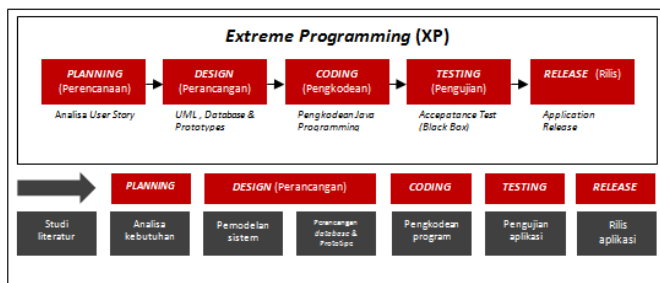 Extreme Programming (XP)
PLANNING
(Perencanaan)
DESIGN
(Perancangan)
CODING
(Pengkodean)
TESTING
(Pengujian)
RELEASE (Rilis)
Analisa User Story
UML, Database &
Prototypes
Pengkodean Java
Programming
Accepatance Test
(Black Box)
Application
Release
PLANNING
DESIGN (Perancangan)
CODING
TESTING
RELEASE
Studi
literatur
Analisa
kebutuhan
Pemodelan
sistem
Perancangan
database &
Prototipe
Pengkodean
program
Pengujian
aplikasi
Rilis
aplikasi